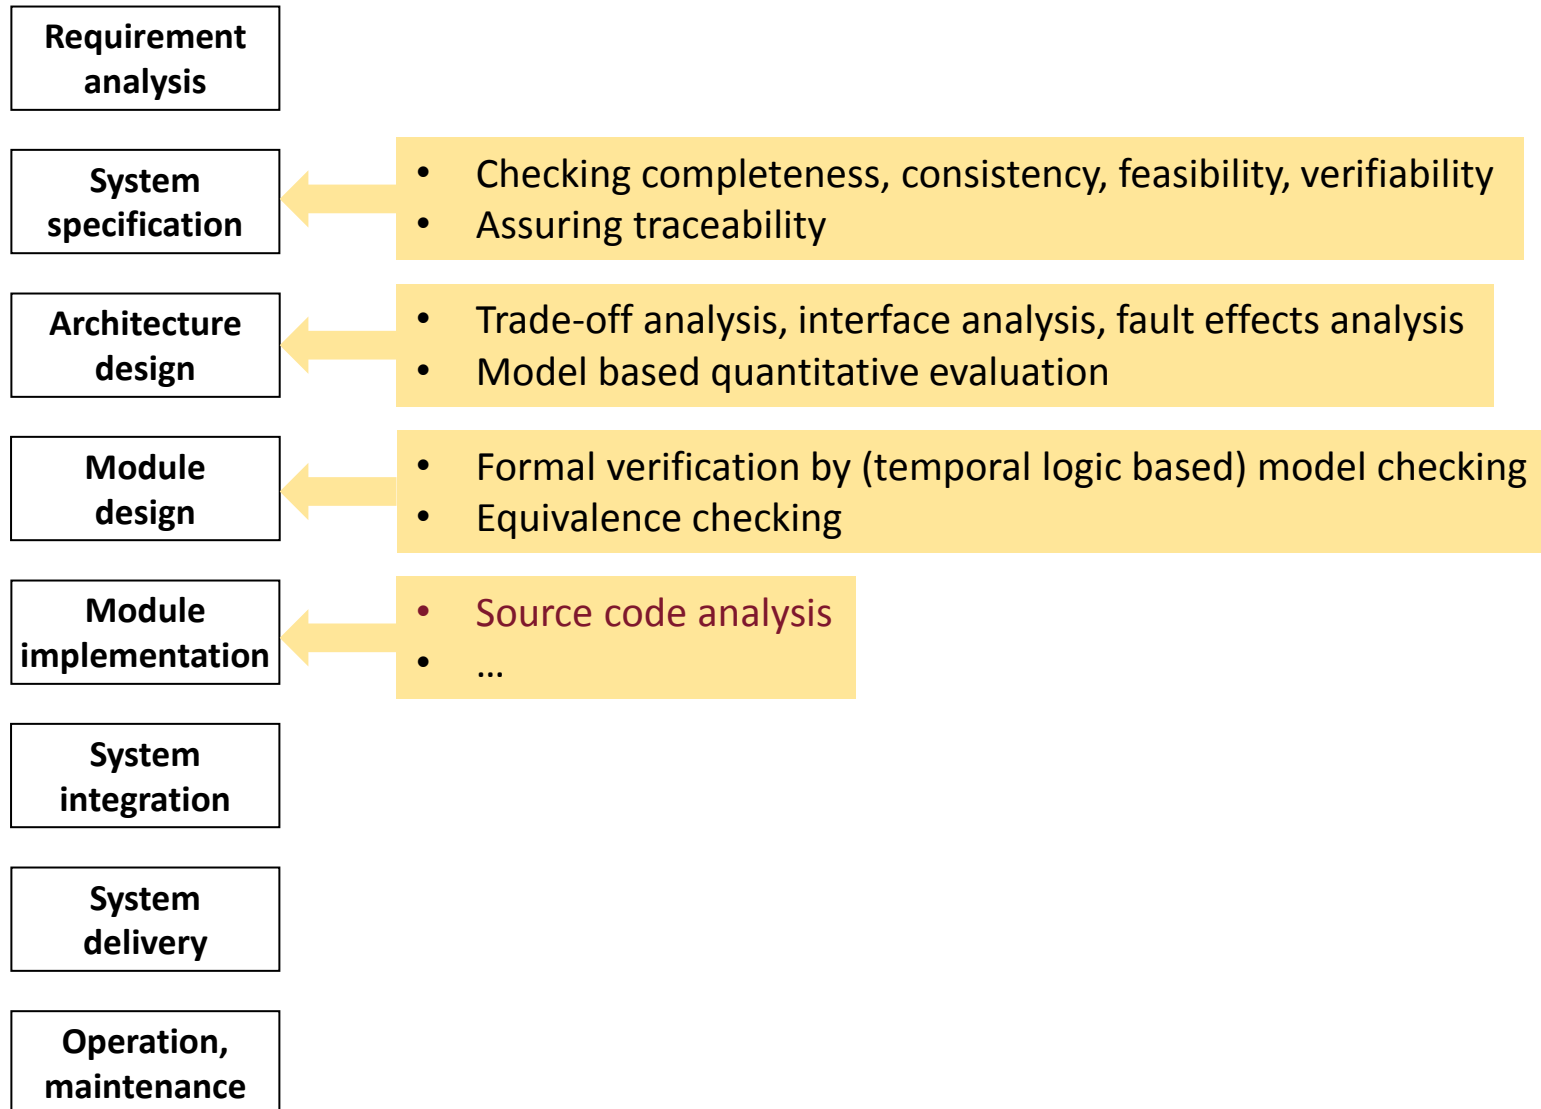 Requirement
analysis
System
specification
• Checking completeness, consistency, feasibility, verifiability
• Assuring traceability
Architecture
design
• Trade-off analysis, interface analysis, fault effects analysis
• Model based quantitative evaluation
Module
design
• Formal verification by (temporal logic based) model checking
• Equivalence checking
Module
implementation
• Source code analysis
• …
System
integration
System
delivery
Operation,
maintenance